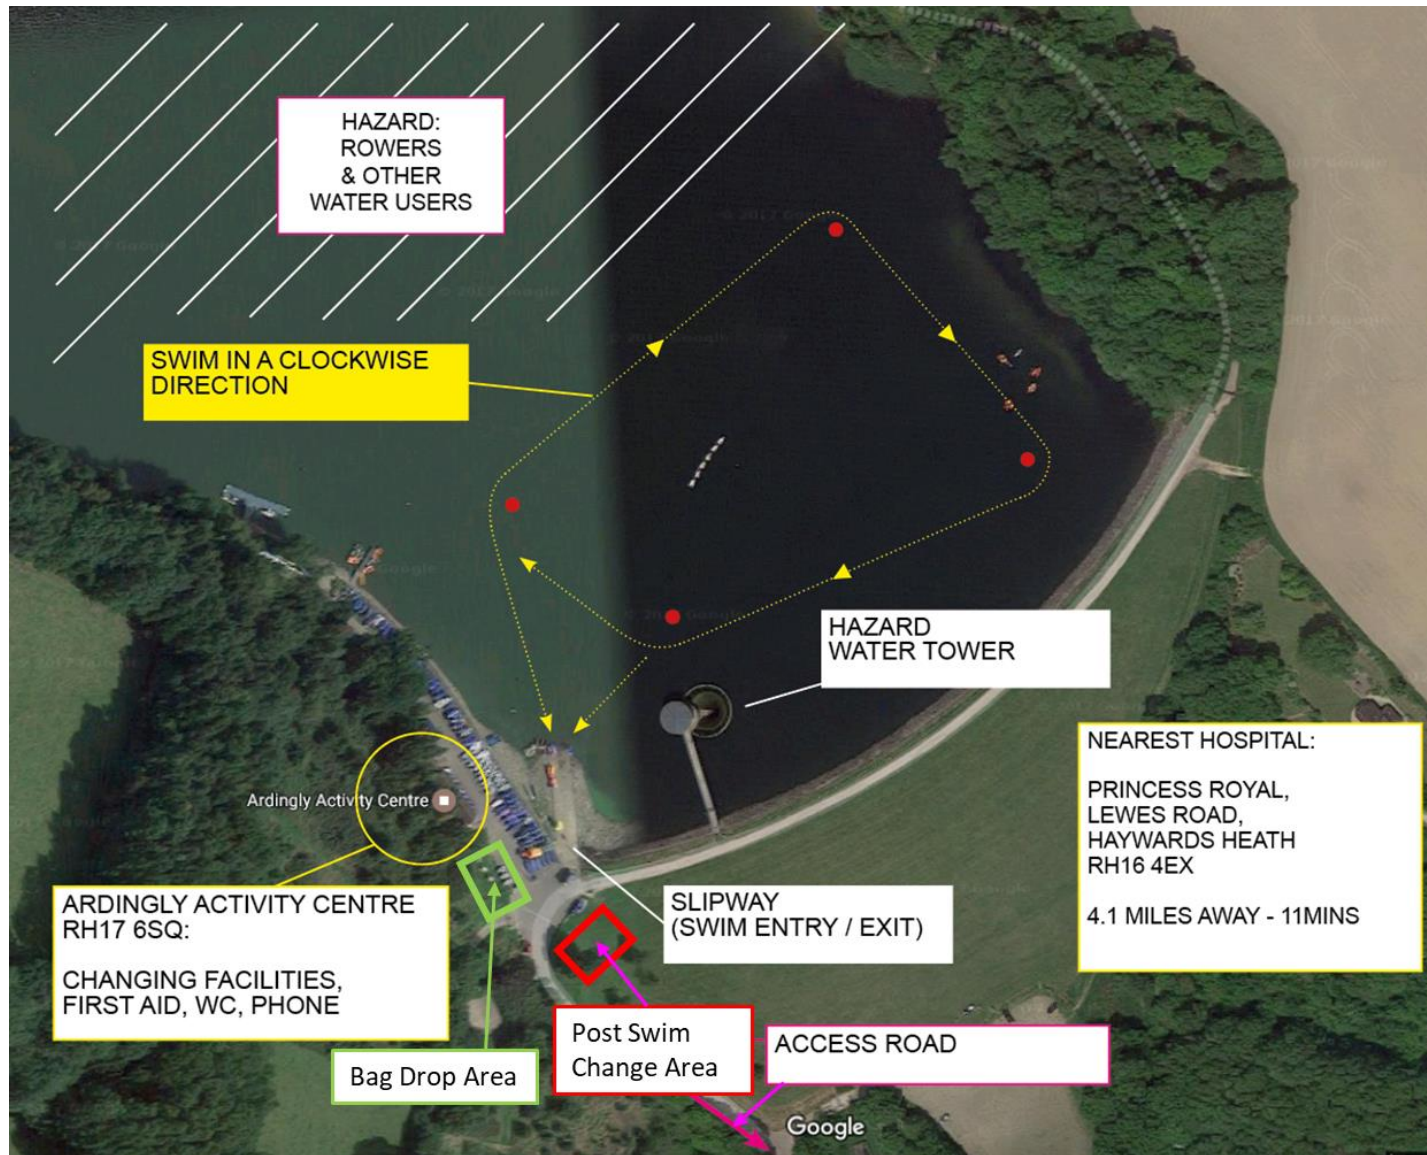 HAZARD:
ROWERS
& OTHER
WATER USERS
SWIM IN A CLOCKWISE
DIRECTION
HAZARD
WATER TOWER
NEAREST HOSPITAL:
PRINCESS ROYAL,
LEWES ROAD,
HAYWARDS HEATH
RH16 4EX
4.1 MILES AWAY - 11MINS
Ardingly Activity Centre
ARDINGLY ACTIVITY CENTRE
RH17 6SQ:
CHANGING FACILITIES,
FIRST AID, WC, PHONE
SLIPWAY
(SWIM ENTRY / EXIT)
Bag Drop Area
Post Swim
Change Area
ACCESS ROAD
Google